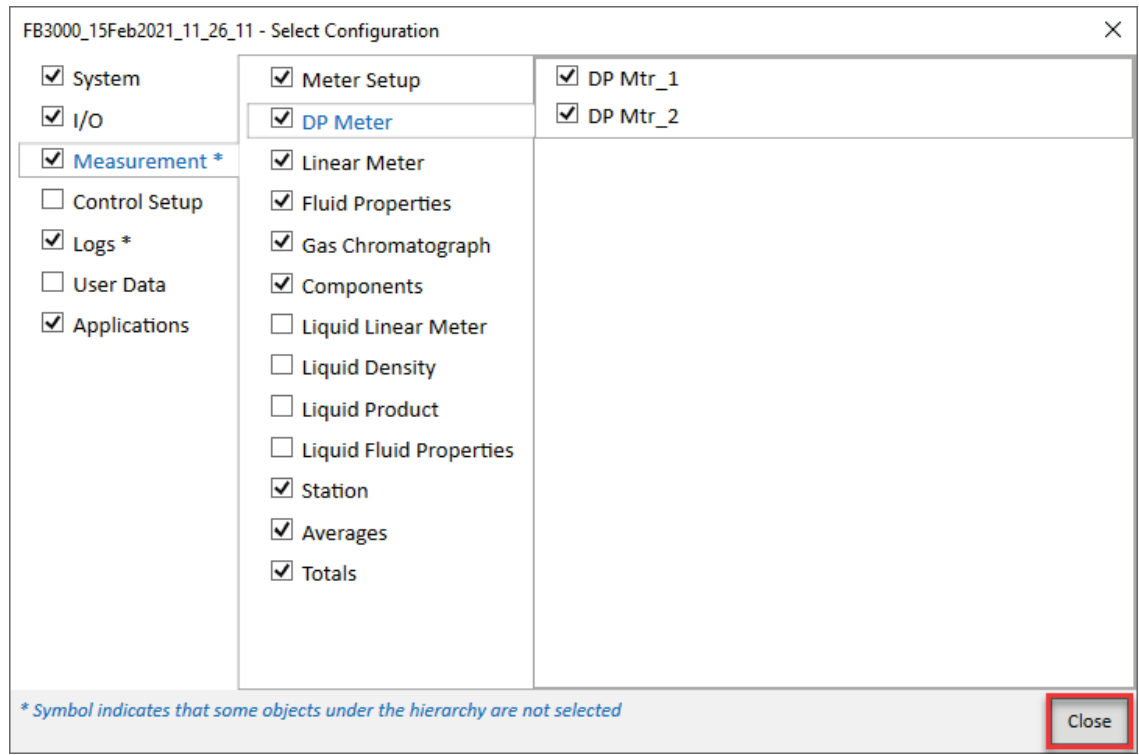 FB3000_15Feb2021_11_26_11 - Select Configuration
System
I/O
Measurement *
Control Setup
Logs *
User Data
Applications
Meter Setup
DP Meter
Linear Meter
Fluid Properties
Gas Chromatograph
Components
Liquid Linear Meter
Liquid Density
Liquid Product
Liquid Fluid Properties
Station
Averages
Totals
DP Mtr_1
DP Mtr_2
* Symbol indicates that some objects under the hierarchy are not selected
Close